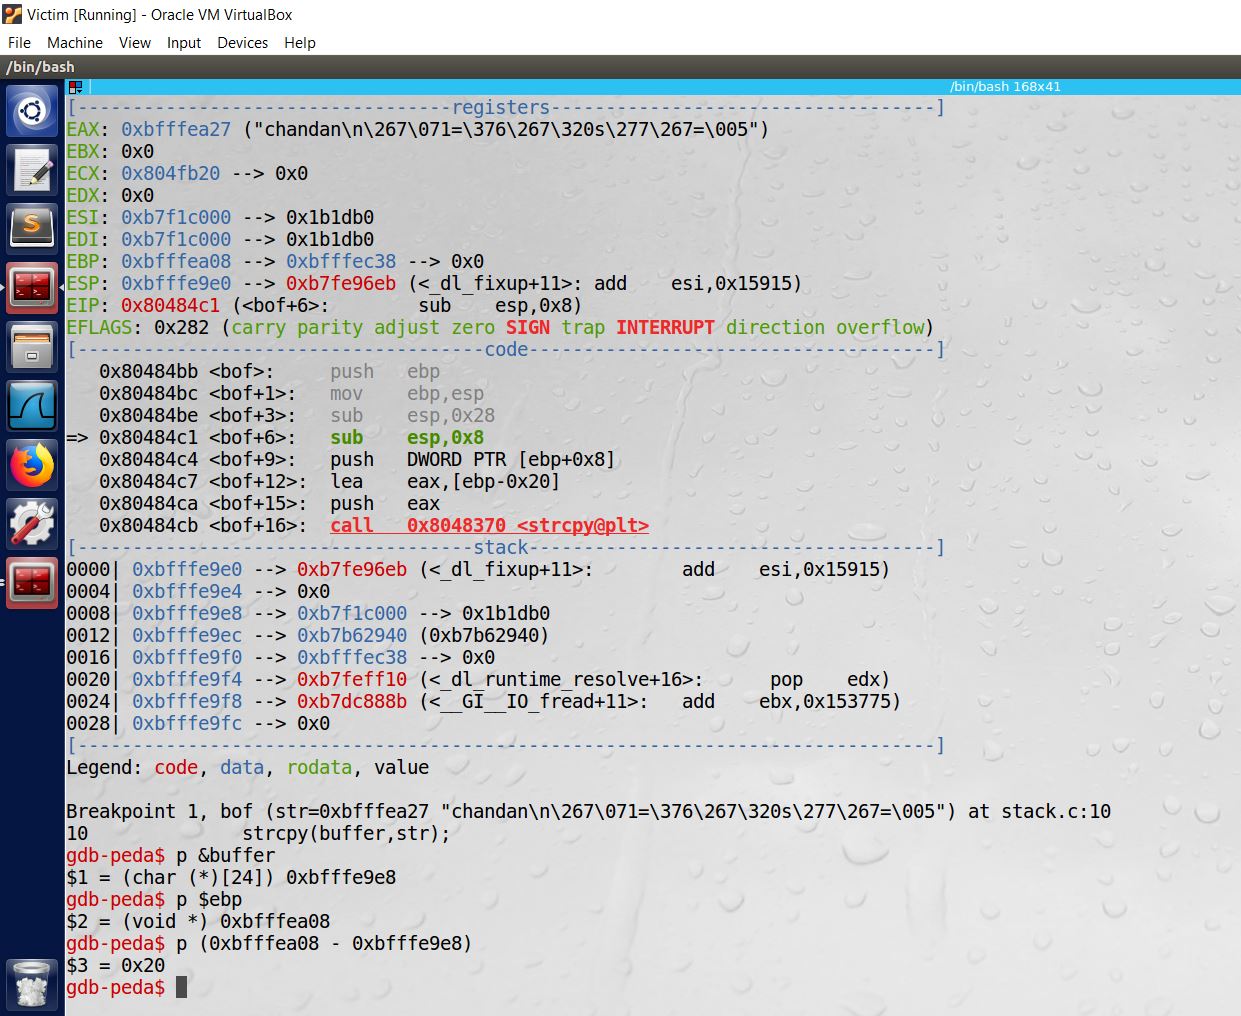 Victim [Running] - Oracle VM VirtualBox
File Machine View Input Devices Help
/bin/bash
/bin/bash 168x41
[----------------------------------registers-----------------------------------]
EAX: 0xbfffea27 ("chandan\n\267\071=\376\267\320s\277\267=\005")
EBX: 0x0
ECX: 0x804fb20 --> 0x0
EDX: 0x0
ESI: 0xb7f1c000 --> 0x1b1db0
EDI: 0xb7f1c000 --> 0x1b1db0
EBP: 0xbfffea08 --> 0xbfffec38 --> 0x0
ESP: 0xbfffe9e0 --> 0xb7fe96eb (<_dl_fixup+11>: add    esi,0x15915)
EIP: 0x80484c1 (<bof+6>:        sub    esp,0x8)
EFLAGS: 0x282 (carry parity adjust zero SIGN trap INTERRUPT direction overflow)
[-------------------------------------code-------------------------------------]
   0x80484bb <bof>:     push   ebp
   0x80484bc <bof+1>:   mov    ebp,esp
   0x80484be <bof+3>:   sub    esp,0x28
=> 0x80484c1 <bof+6>:   sub    esp,0x8
   0x80484c4 <bof+9>:   push   DWORD PTR [ebp+0x8]
   0x80484c7 <bof+12>:  lea    eax,[ebp-0x20]
   0x80484ca <bof+15>:  push   eax
   0x80484cb <bof+16>:  call   0x8048370 <strcpy@plt>
[------------------------------------stack-------------------------------------]
0000| 0xbfffe9e0 --> 0xb7fe96eb (<_dl_fixup+11>:        add    esi,0x15915)
0004| 0xbfffe9e4 --> 0x0
0008| 0xbfffe9e8 --> 0xb7f1c000 --> 0x1b1db0
0012| 0xbfffe9ec --> 0xb7b62940 (0xb7b62940)
0016| 0xbfffe9f0 --> 0xbfffec38 --> 0x0
0020| 0xbfffe9f4 --> 0xb7feff10 (<_dl_runtime_resolve+16>:      pop    edx)
0024| 0xbfffe9f8 --> 0xb7dc888b (<__GI__IO_fread+11>:   add    ebx,0x153775)
0028| 0xbfffe9fc --> 0x0
[------------------------------------------------------------------------------]
Legend: code, data, rodata, value
Breakpoint 1, bof (str=0xbfffea27 "chandan\n\267\071=\376\267\320s\277\267=\005") at stack.c:10
10              strcpy(buffer,str);
gdb-peda$ p &buffer
$1 = (char (*)[24]) 0xbfffe9e8
gdb-peda$ p $ebp
$2 = (void *) 0xbfffea08
gdb-peda$ p (0xbfffea08 - 0xbfffe9e8)
$3 = 0x20
gdb-peda$